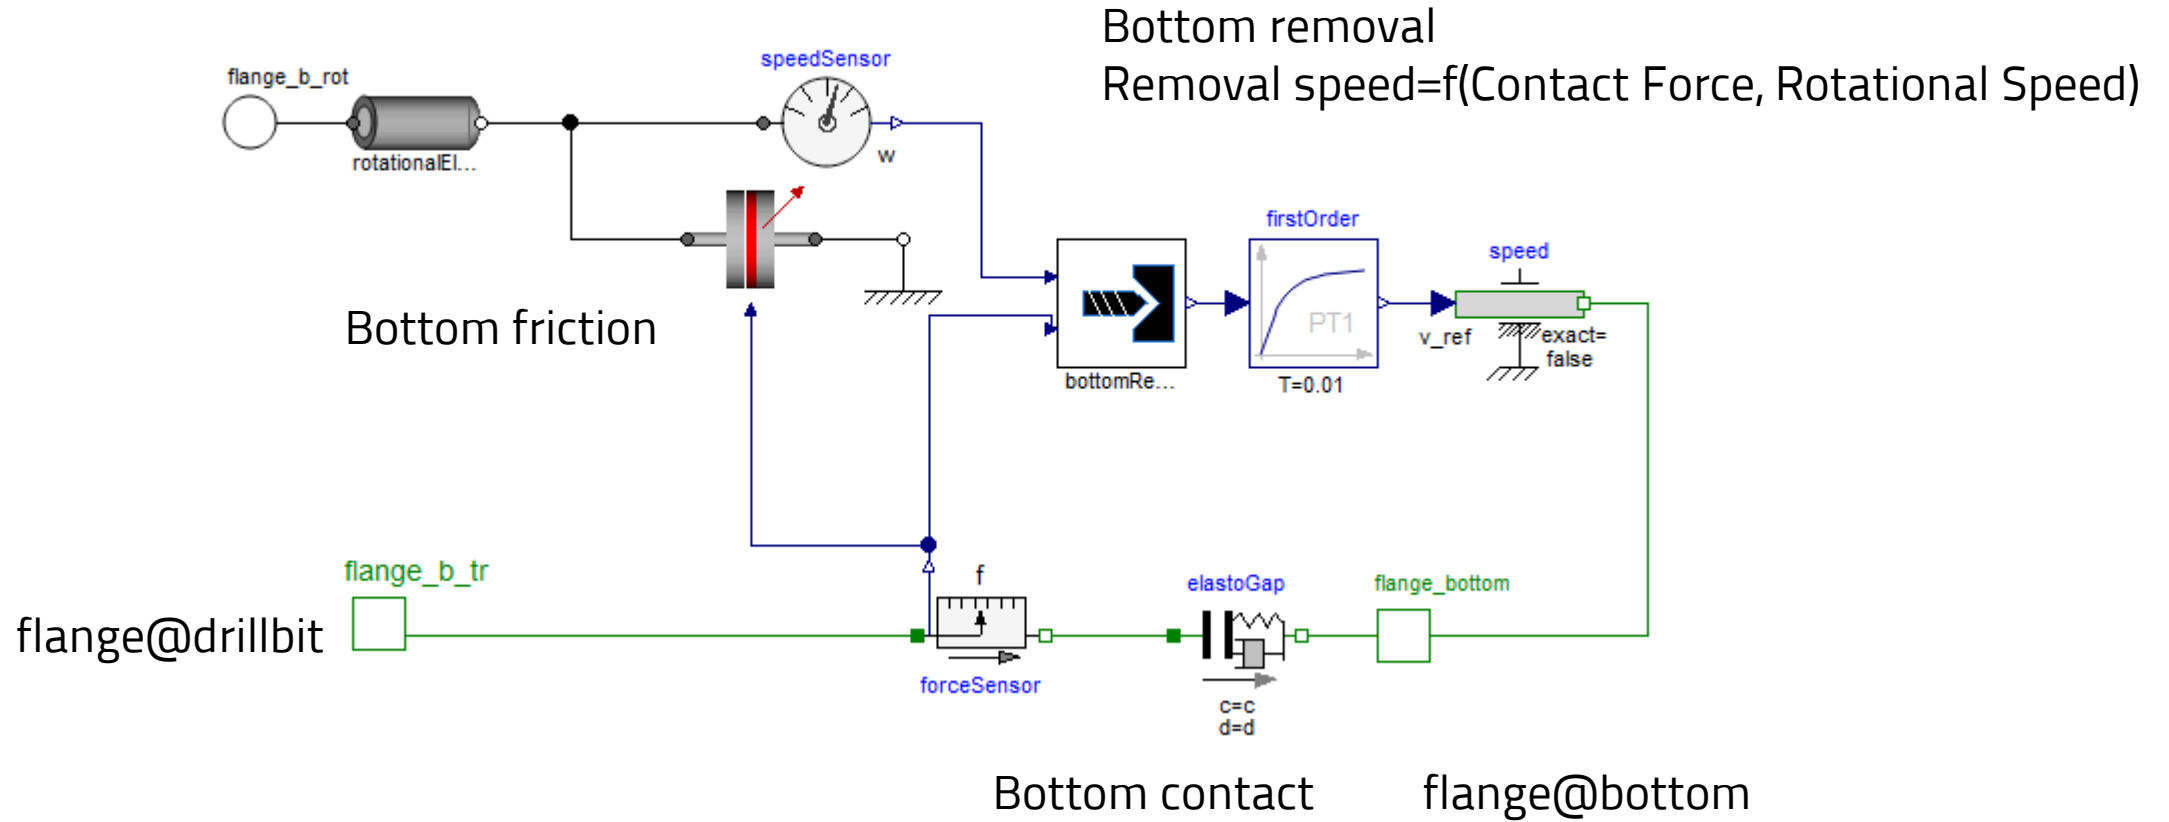 Bottom removal
Removal speed=f(Contact Force, Rotational Speed)
speedSensor
flange_b_rot
w
rotationalEl...
firstOrder
speed
Bottom friction
PT1
v_ref
exact=
false
bottomRe...
T=0.01
flange_b_tr
f
elastoGap
flange_bottom
flange@drillbit
forceSensor
c=c
d=d
Bottom contact
flange@bottom